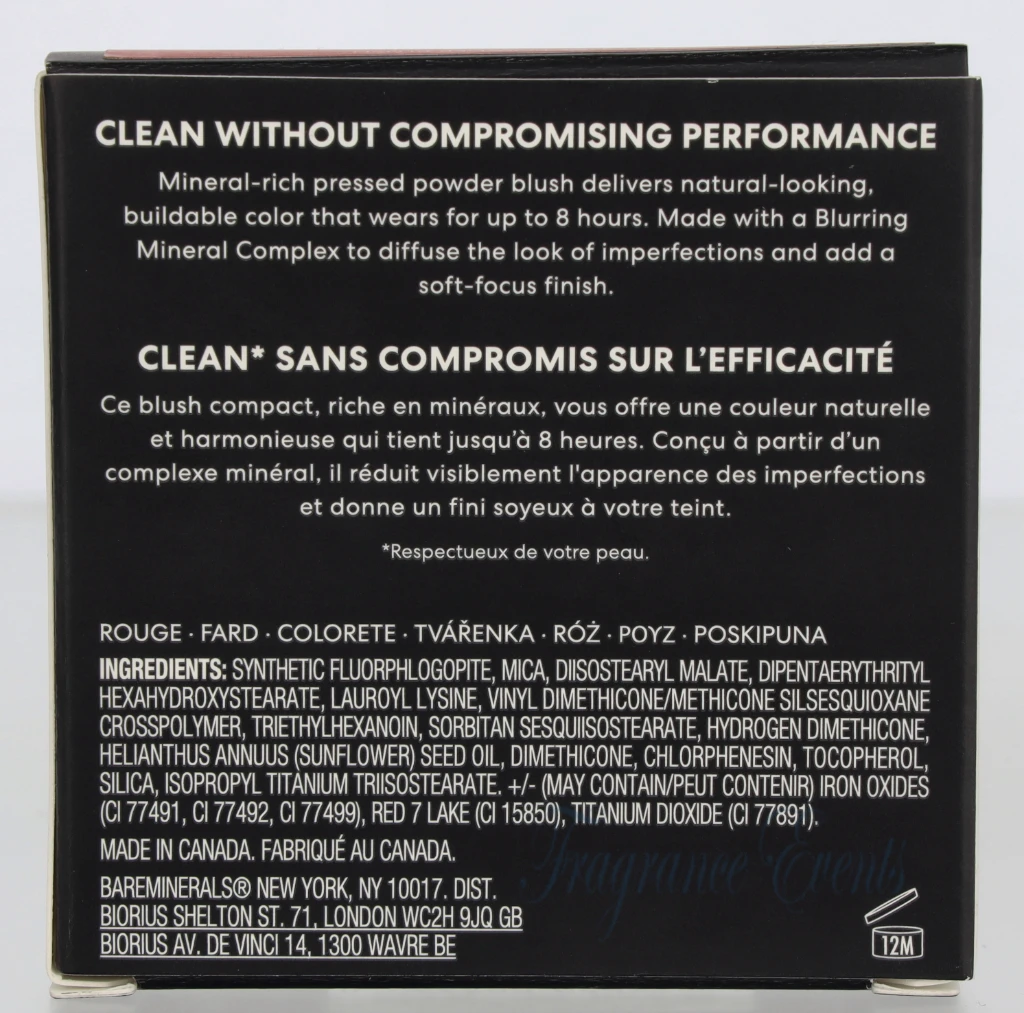 CLEAN WITHOUT COMPROMISING PERFORMANCE
Mineral-rich pressed powder blush delivers natural-looking,
buildable color that wears for up to 8 hours. Made with a Blurring
Mineral Complex to diffuse the look of imperfections and add a
soft-focus finish.
CLEAN* SANS COMPROMIS SUR L'EFFICACITÉ
Ce blush compact, riche en minéraux, vous offre une couleur naturelle
et harmonieuse qui tient jusqu'à 8 heures. Conçu à partir d'un
complexe minéral, il réduit visiblement l'apparence des imperfections
et donne un fini soyeux à votre teint.
*Respectueux de votre peau.
ROUGE · FARD · COLORETE · TVÁŘENKA · RÓŻ · ΡΟΥΖ · POSKIPUNA
INGREDIENTS: SYNTHETIC FLUORPHLOGOPITE, MICA, DIISOSTEARYL MALATE, DIPENTAERYTHRITYL
HEXAHYDROXYSTEARATE, LAUROYL LYSINE, VINYL DIMETHICONE/METHICONE SILSESQUIOXANE
CROSSPOLYMER, TRIETHYLHEXANOIN, SORBITAN SESQUIISOSTEARATE, HYDROGEN DIMETHICONE,
HELIANTHUS ANNUUS (SUNFLOWER) SEED OIL, DIMETHICONE, CHLORPHENESIN, TOCOPHEROL,
SILICA, ISOPROPYL TITANIUM TRIISOSTEARATE. +/- (MAY CONTAIN/PEUT CONTENIR) IRON OXIDES
(CI 77491, CI 77492, CI 77499), RED 7 LAKE (CI 15850), TITANIUM DIOXIDE (CI 77891).
MADE IN CANADA. FABRIQUÉ AU CANADA.
Fragrance Events
BAREMINERALS® NEW YORK, NY 10017. DIST.
BIORIUS SHELTON ST. 71, LONDON WC2H 9JQ GB
BIORIUS AV. DE VINCI 14, 1300 WAVRE BE
12M